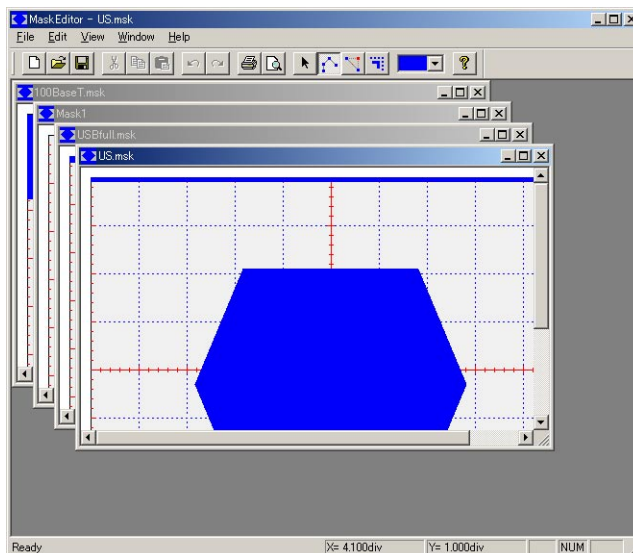 MaskEditor - US.msk
File Edit View Window Help
100BaseT.msk
Mask1
USBfull.msk
US.msk
Ready X= 4.100div Y= 1.000div NUM